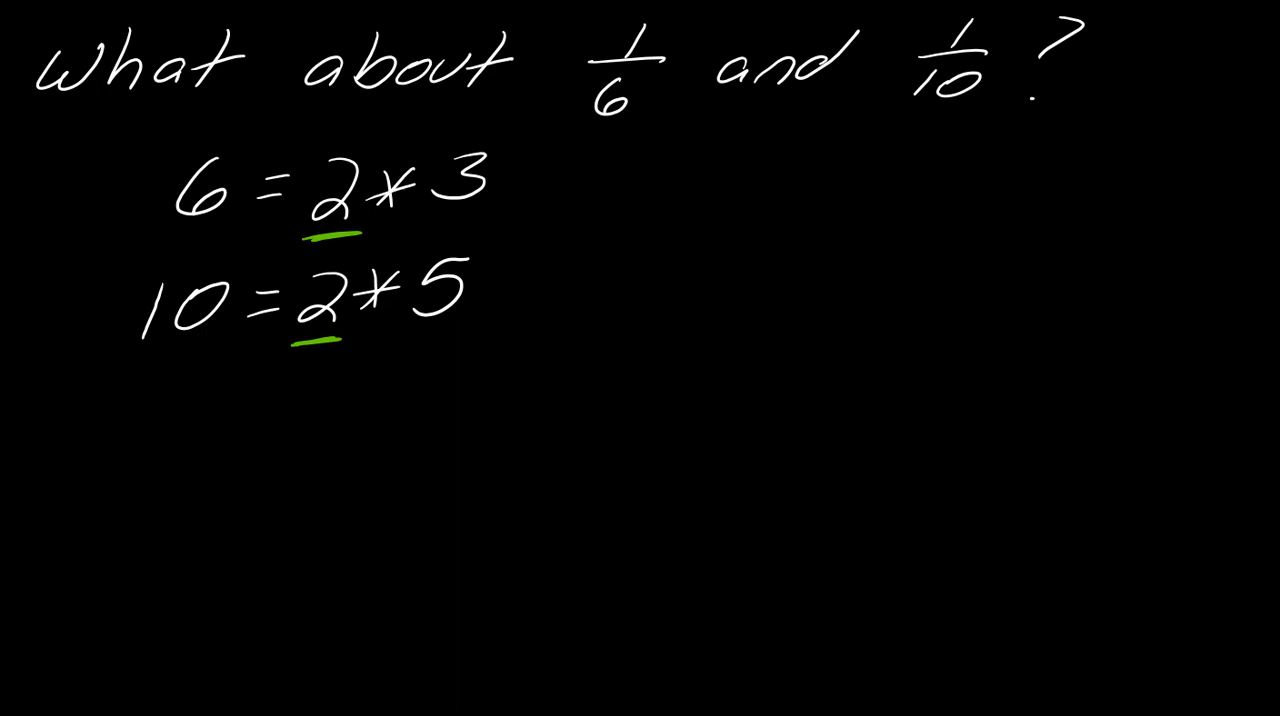 What about 1/6 and 1/10 ?
6 = 2 * 3
10 = 2 * 5